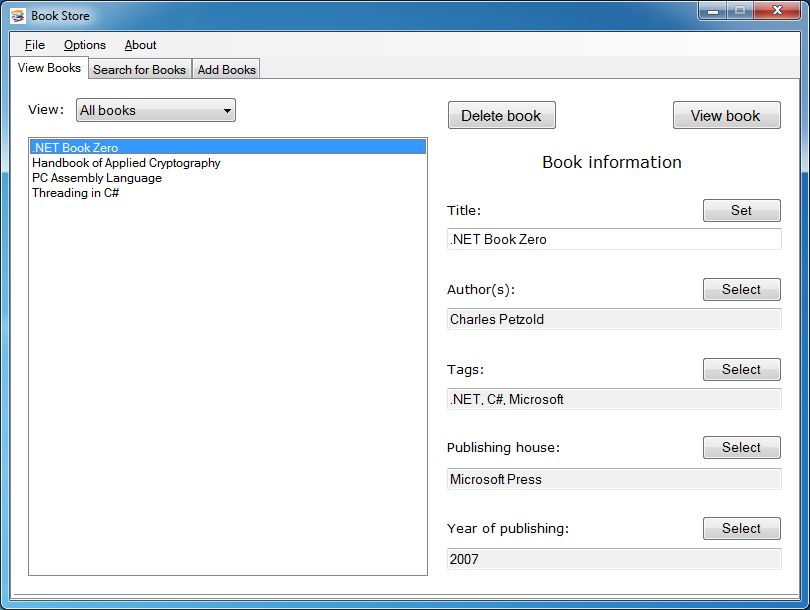 Book Store
File Options About
View Books Search for Books Add Books
View: All books
.NET Book Zero
Handbook of Applied Cryptography
PC Assembly Language
Threading in C#
Delete book View book
Book information
Title: Set
.NET Book Zero
Author(s): Select
Charles Petzold
Tags: Select
.NET, C#, Microsoft
Publishing house: Select
Microsoft Press
Year of publishing: Select
2007